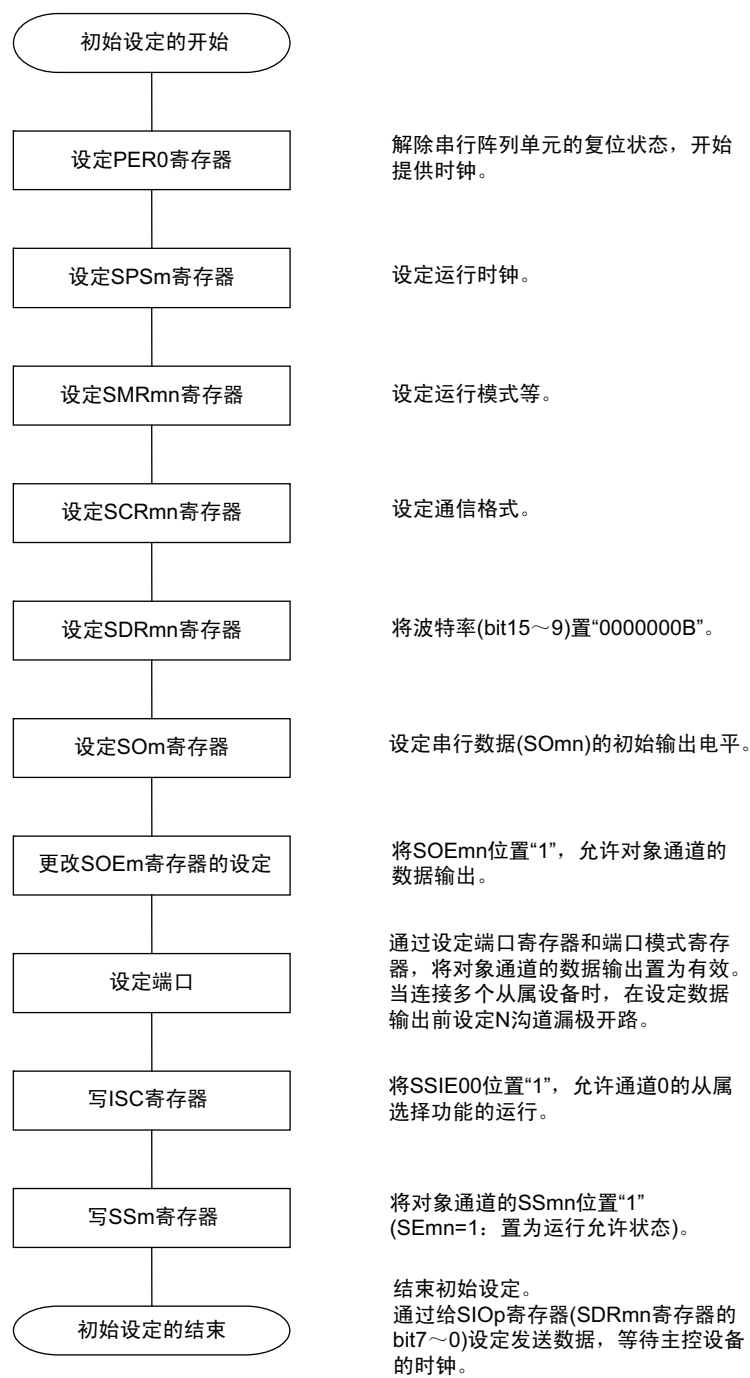 初始设定的开始
设定PER0寄存器
解除串行阵列单元的复位状态，开始
提供时钟。
设定SPSm寄存器
设定运行时钟。
设定SMRmn寄存器
设定运行模式等。
设定SCRmn寄存器
设定通信格式。
设定SDRmn寄存器
将波特率(bit15～9)置“0000000B”。
设定SOm寄存器
设定串行数据(SOmn)的初始输出电平。
更改SOEm寄存器的设定
将SOEmn位置“1”，允许对象通道的
数据输出。
设定端口
通过设定端口寄存器和端口模式寄存
器，将对象通道的数据输出置为有效。
当连接多个从属设备时，在设定数据
输出前设定N沟道漏极开路。
写ISC寄存器
将SSIE00位置“1”，允许通道0的从属
选择功能的运行。
写SSm寄存器
将对象通道的SSmn位置“1”
(SEmn=1：置为运行允许状态)。
初始设定的结束
结束初始设定。
通过给SIOp寄存器(SDRmn寄存器的
bit7～0)设定发送数据，等待主控设备
的时钟。